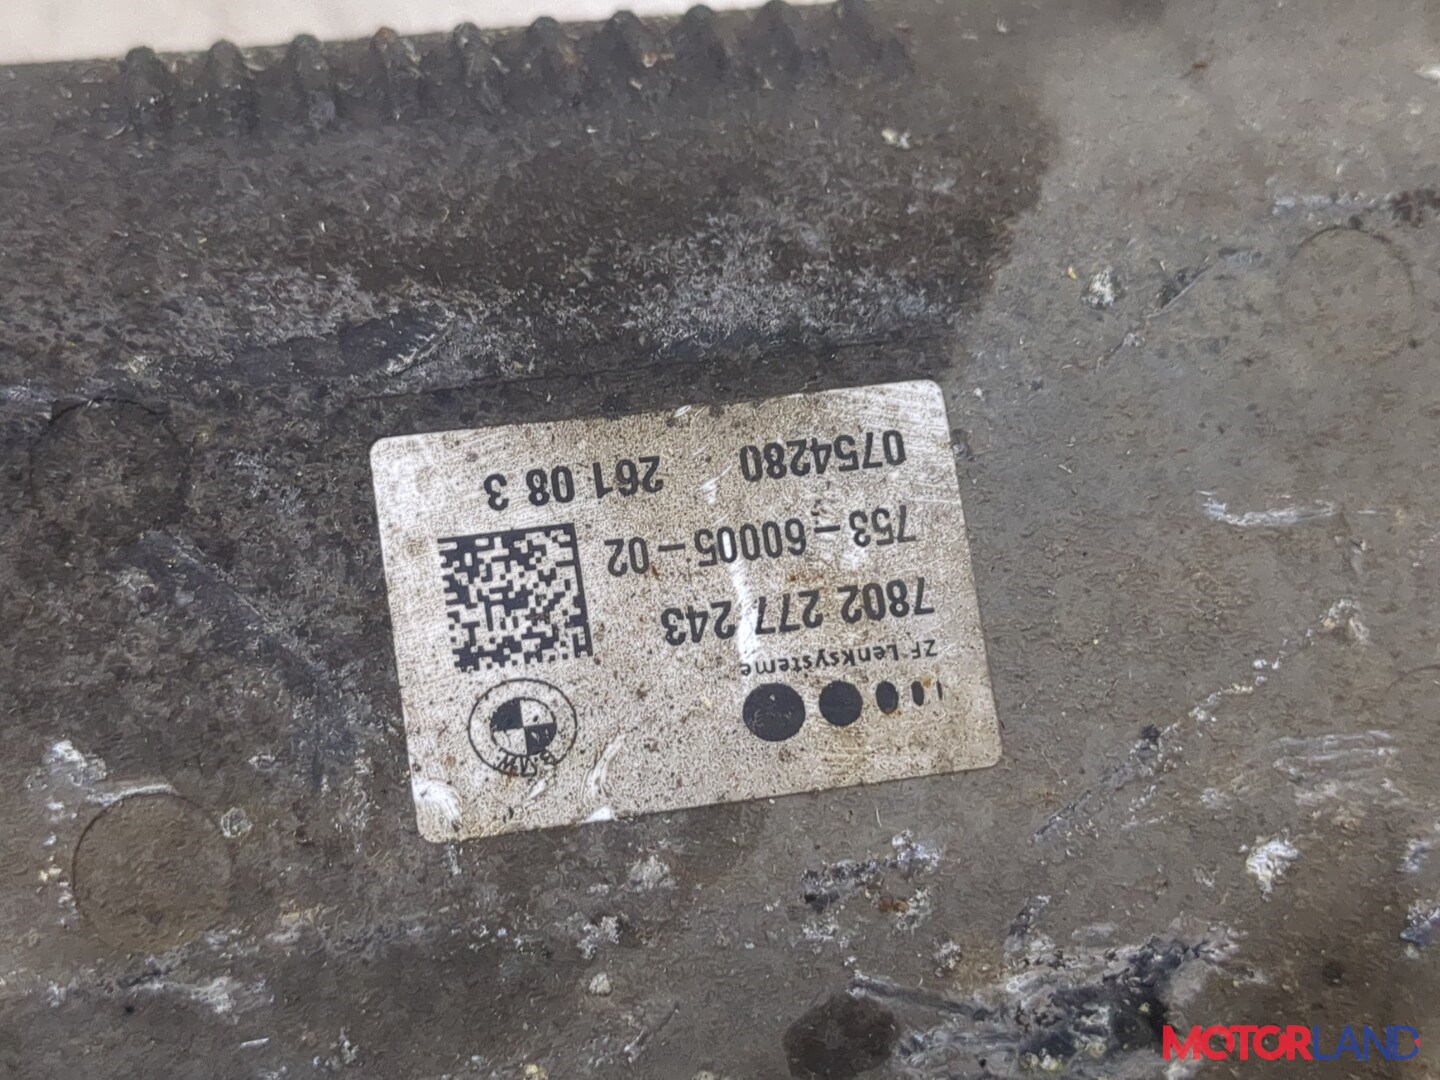 ZF Lenksysteme
BMW
7802 277 243
753-60005-02
0754280 261 08 3
MOTORLAND